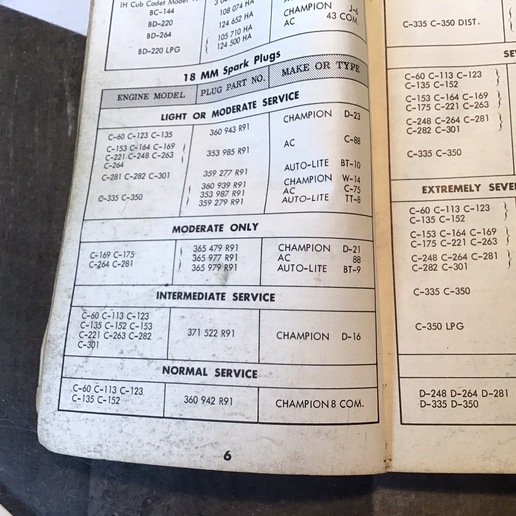 IH Cub Cadet
BC-144
BD-220
BD-264
BD-220 LPG
108 074 HA
124 652 HA
105 710 HA
124 500 HA
CHAMPION J-6
AC 43 COM.
18 MM Spark Plugs
ENGINE MODEL PLUG PART NO. MAKE OR TYPE
LIGHT OR MODERATE SERVICE
C-60 C-123 C-135
C-153 C-164 C-169
C-221 C-248 C-263
C-264
C-281 C-282 C-301
C-335 C-350
360 943 R91
353 985 R91
359 277 R91
360 939 R91
353 987 R91
359 279 R91
CHAMPION D-23
AC C-88
AUTO-LITE BT-10
CHAMPION W-14
AC C-75
AUTO-LITE TT-8
MODERATE ONLY
C-169 C-175
C-264 C-281
365 479 R91
365 977 R91
365 979 R91
CHAMPION D-21
AC 88
AUTO-LITE BT-9
INTERMEDIATE SERVICE
C-60 C-113 C-123
C-135 C-152 C-153
C-221 C-263 C-282
C-301
371 522 R91
CHAMPION D-16
NORMAL SERVICE
C-60 C-113 C-123
C-135 C-152
360 942 R91
CHAMPION 8 COM.
6
C-335 C-350 DIST.
C-60 C-113 C-123
C-135 C-152
C-153 C-164 C-169
C-175 C-221 C-263
C-248 C-264 C-281
C-282 C-301
C-335 C-350
EXTREMELY
C-60 C-113 C-123
C-135 C-152
C-153 C-164 C-169
C-175 C-221 C-263
C-248 C-264 C-281
C-282 C-301
C-335 C-350
C-350 LPG
D-248 D-264 D-281
D-335 D-350